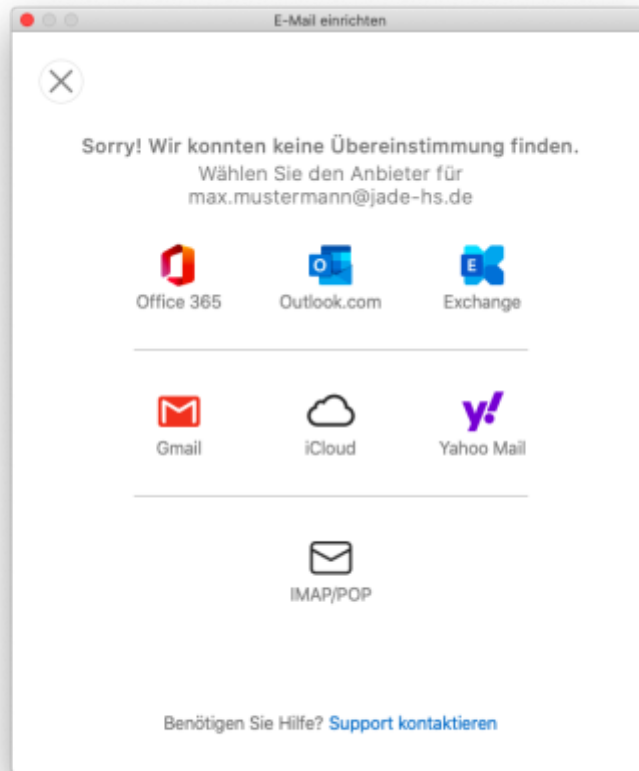 E-Mail einrichten
Sorry! Wir konnten keine Übereinstimmung finden.
Wählen Sie den Anbieter für
max.mustermann@jade-hs.de
Office 365
Outlook.com
Exchange
Gmail
iCloud
Yahoo Mail
IMAP/POP
Benötigen Sie Hilfe? Support kontaktieren